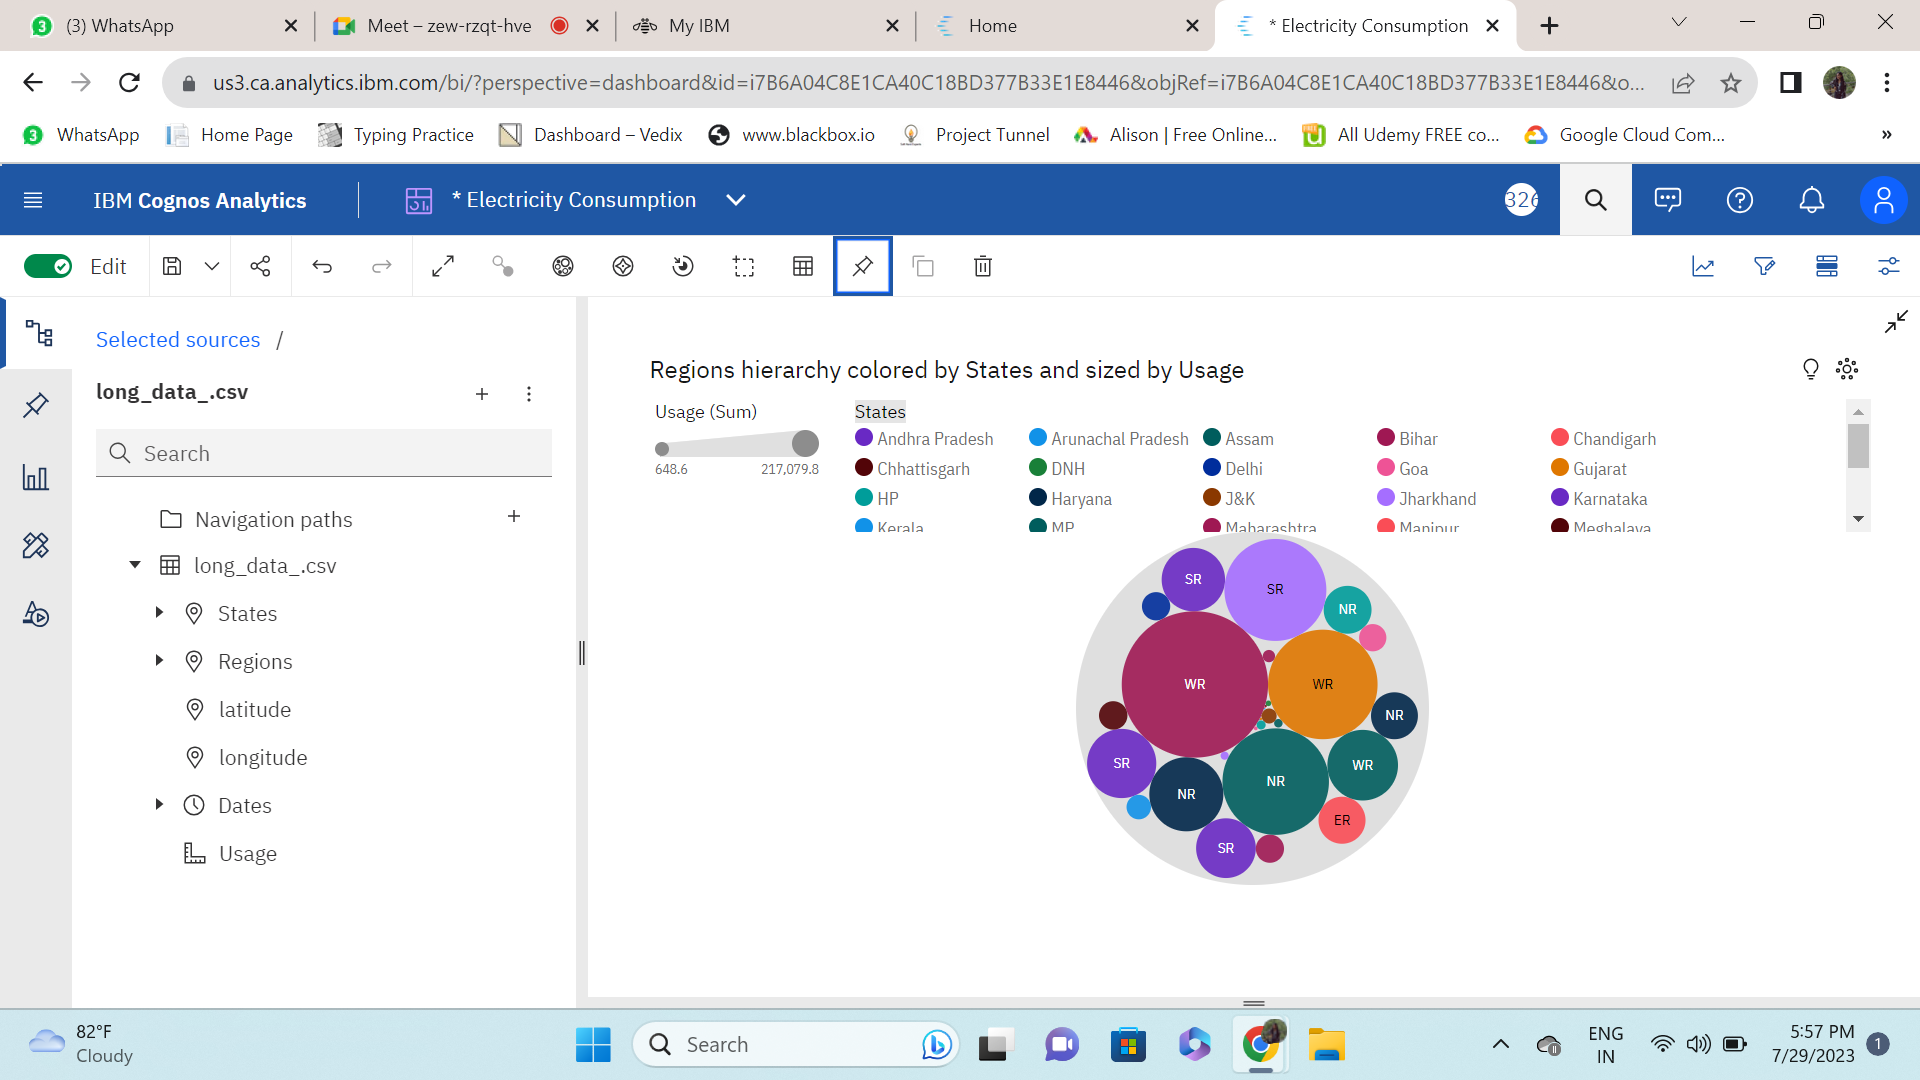 (3) WhatsApp
Meet – zew-rzqt-hve
My IBM
Home
* Electricity Consumption
us3.ca.analytics.ibm.com/bi/?perspective=dashboard&id=i7B6A04C8E1CA40C18BD377B33E1E8446&objRef=i7B6A04C8E1CA40C18BD377B33E1E8446&o...
3 WhatsApp
Home Page
Typing Practice
Dashboard – Vedix
www.blackbox.io
Project Tunnel
Alison | Free Online...
All Udemy FREE co...
Google Cloud Com...
»
IBM Cognos Analytics
* Electricity Consumption
326
Edit
Selected sources /
long_data_.csv
Search
Navigation paths
long_data_.csv
States
Regions
latitude
longitude
Dates
Usage
Regions hierarchy colored by States and sized by Usage
Usage (Sum)
648.6 217,079.8
States
Andhra Pradesh Arunachal Pradesh Assam Bihar Chandigarh
Chhattisgarh DNH Delhi Goa Gujarat
HP Haryana J&K Jharkhand Karnataka
Kerala MP Maharashtra Manipur Meghalaya
SR
SR
NR
WR
WR
NR
SR
NR
NR
WR
ER
SR
82°F
Cloudy
Search
ENG
IN
5:57 PM
7/29/2023
1